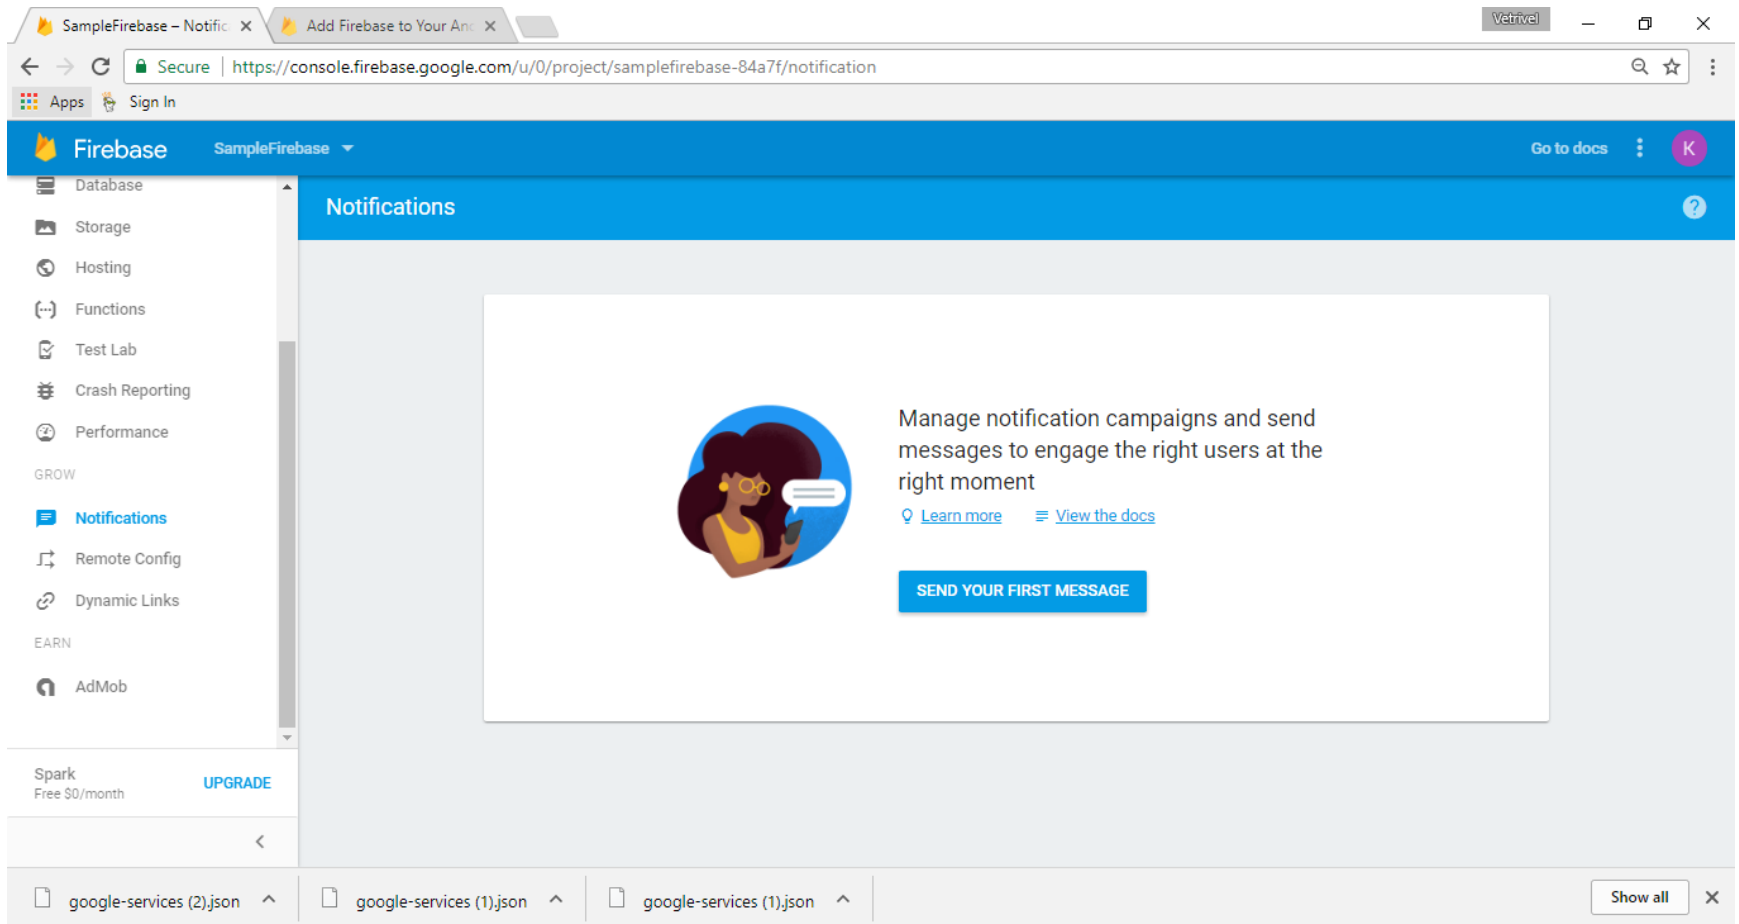 SampleFirebase – Notific
Add Firebase to Your And
Vetrivel
Secure
https://console.firebase.google.com/u/0/project/samplefirebase-84a7f/notification
Apps
Sign In
Firebase
SampleFirebase
Go to docs
K
Database
Storage
Hosting
Functions
Test Lab
Crash Reporting
Performance
GROW
Notifications
Remote Config
Dynamic Links
EARN
AdMob
Spark
Free $0/month
UPGRADE
Notifications
Manage notification campaigns and send
messages to engage the right users at the
right moment
Learn more
View the docs
SEND YOUR FIRST MESSAGE
google-services (2).json
google-services (1).json
google-services (1).json
Show all